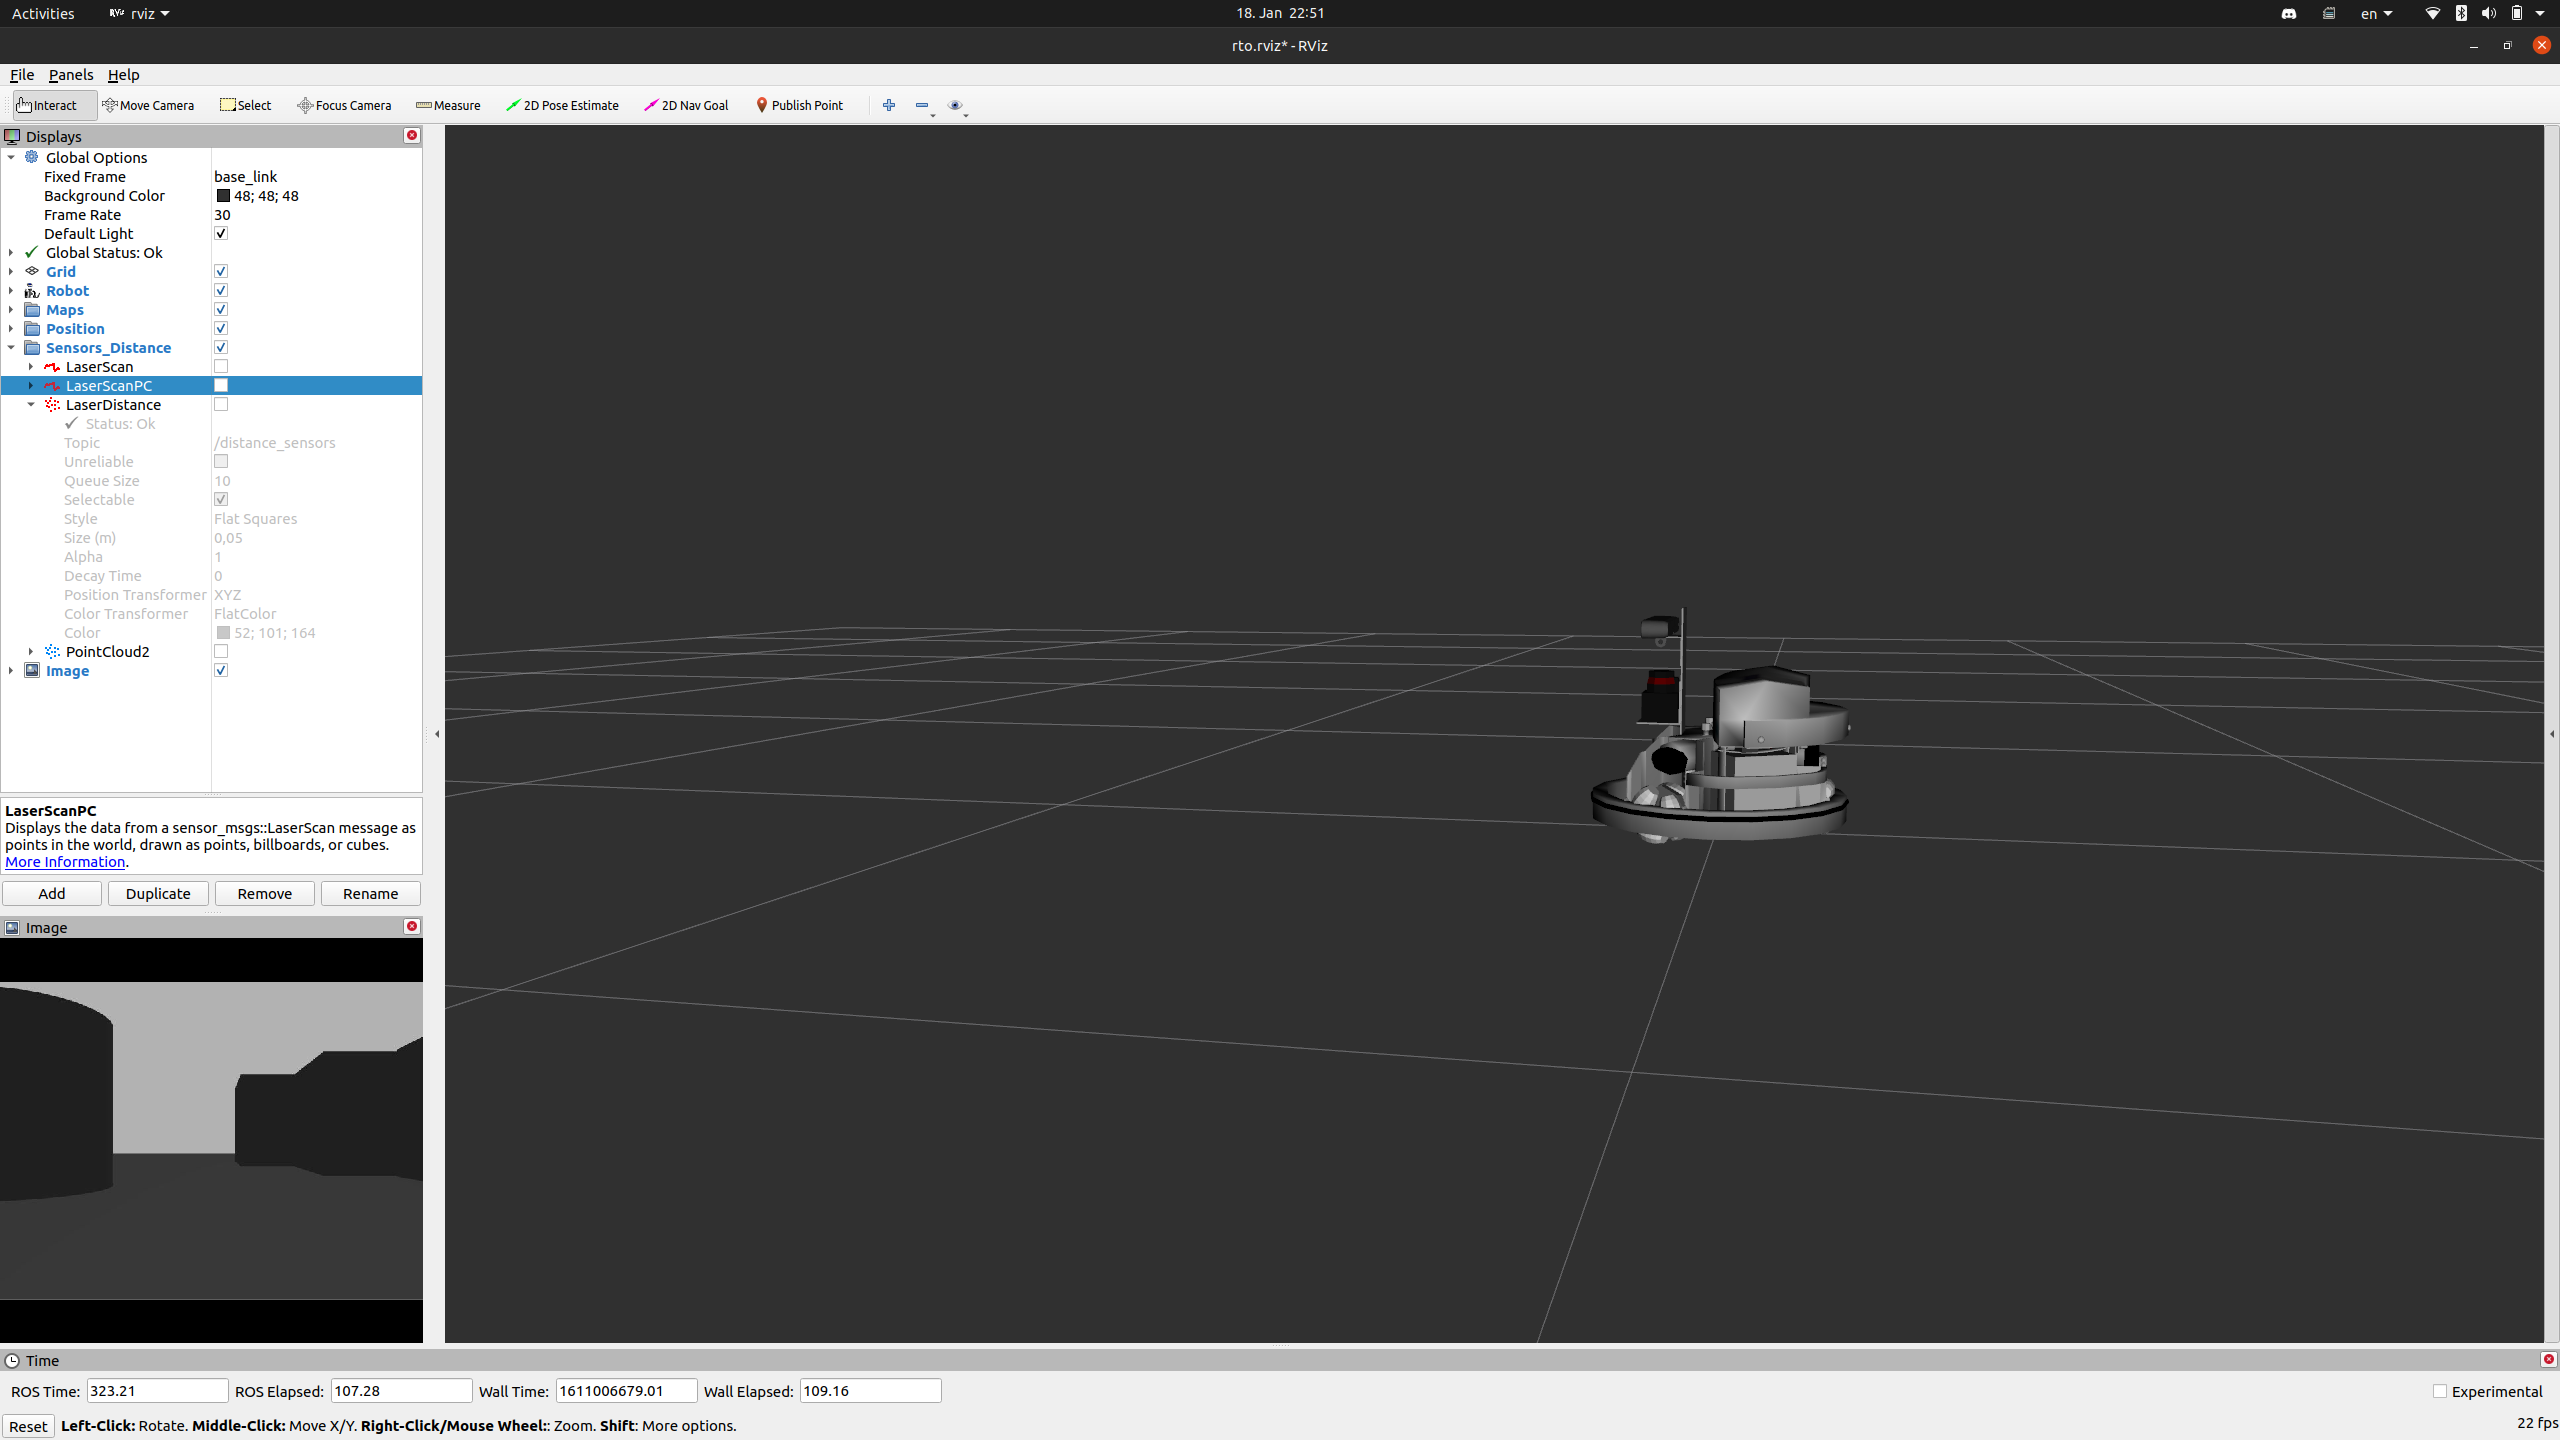 Activities RViz rviz 18. Jan 22:51 en
rto.rviz* - RViz
File Panels Help
Interact Move Camera Select Focus Camera Measure 2D Pose Estimate 2D Nav Goal Publish Point
Displays
Global Options
Fixed Frame base_link
Background Color 48; 48; 48
Frame Rate 30
Default Light
Global Status: Ok
Grid
Robot
Maps
Position
Sensors_Distance
LaserScan
LaserScanPC
LaserDistance
Status: Ok
Topic /distance_sensors
Unreliable
Queue Size 10
Selectable
Style Flat Squares
Size (m) 0,05
Alpha 1
Decay Time 0
Position Transformer XYZ
Color Transformer FlatColor
Color 52; 101; 164
PointCloud2
Image
LaserScanPC
Displays the data from a sensor_msgs::LaserScan message as
points in the world, drawn as points, billboards, or cubes.
More Information.
Add Duplicate Remove Rename
Image
Time
ROS Time: 323.21 ROS Elapsed: 107.28 Wall Time: 1611006679.01 Wall Elapsed: 109.16 Experimental
Reset Left-Click: Rotate. Middle-Click: Move X/Y. Right-Click/Mouse Wheel:: Zoom. Shift: More options. 22 fps